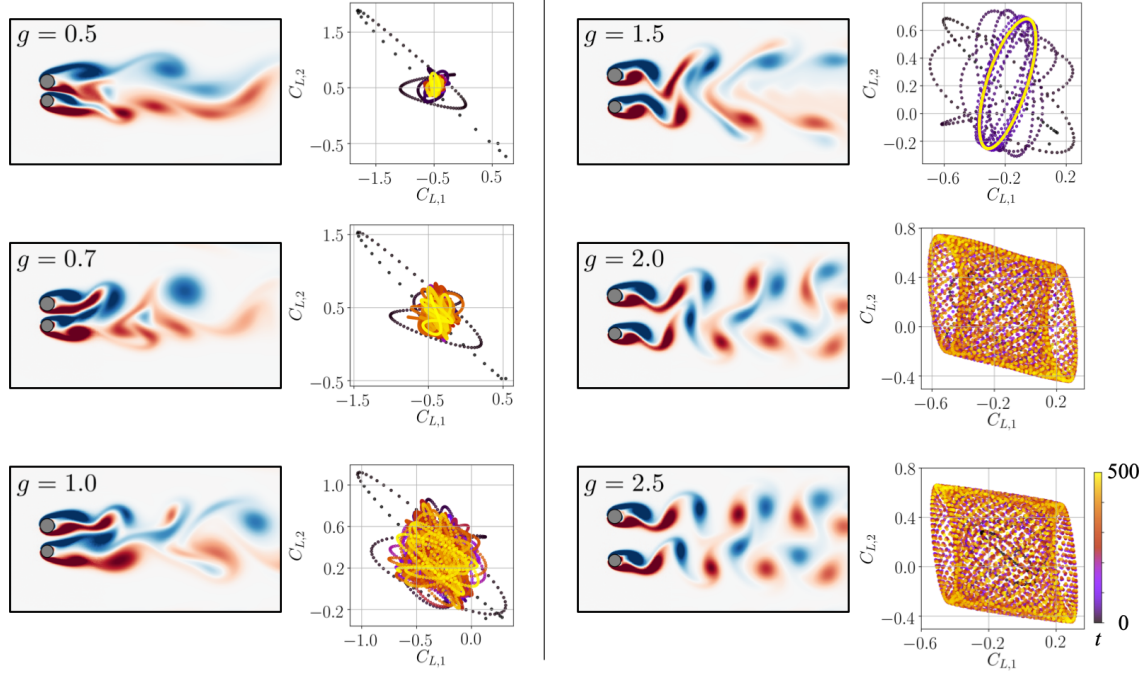 g = 0.5
1.5
0.5
−0.5
C_{L,2}
−1.5
−0.5
0.5
C_{L,1}
g = 0.7
1.5
0.5
−0.5
C_{L,2}
−1.5
−0.5
0.5
C_{L,1}
g = 1.0
1.0
0.6
0.2
−0.2
C_{L,2}
−1.0
−0.5
0.0
C_{L,1}
g = 1.5
0.6
0.4
0.2
0.0
−0.2
C_{L,2}
−0.6
−0.2
0.2
C_{L,1}
g = 2.0
0.8
0.4
0.0
−0.4
C_{L,2}
−0.6
−0.2
0.2
C_{L,1}
g = 2.5
0.8
0.4
0.0
−0.4
C_{L,2}
−0.6
−0.2
0.2
C_{L,1}
500
0
t